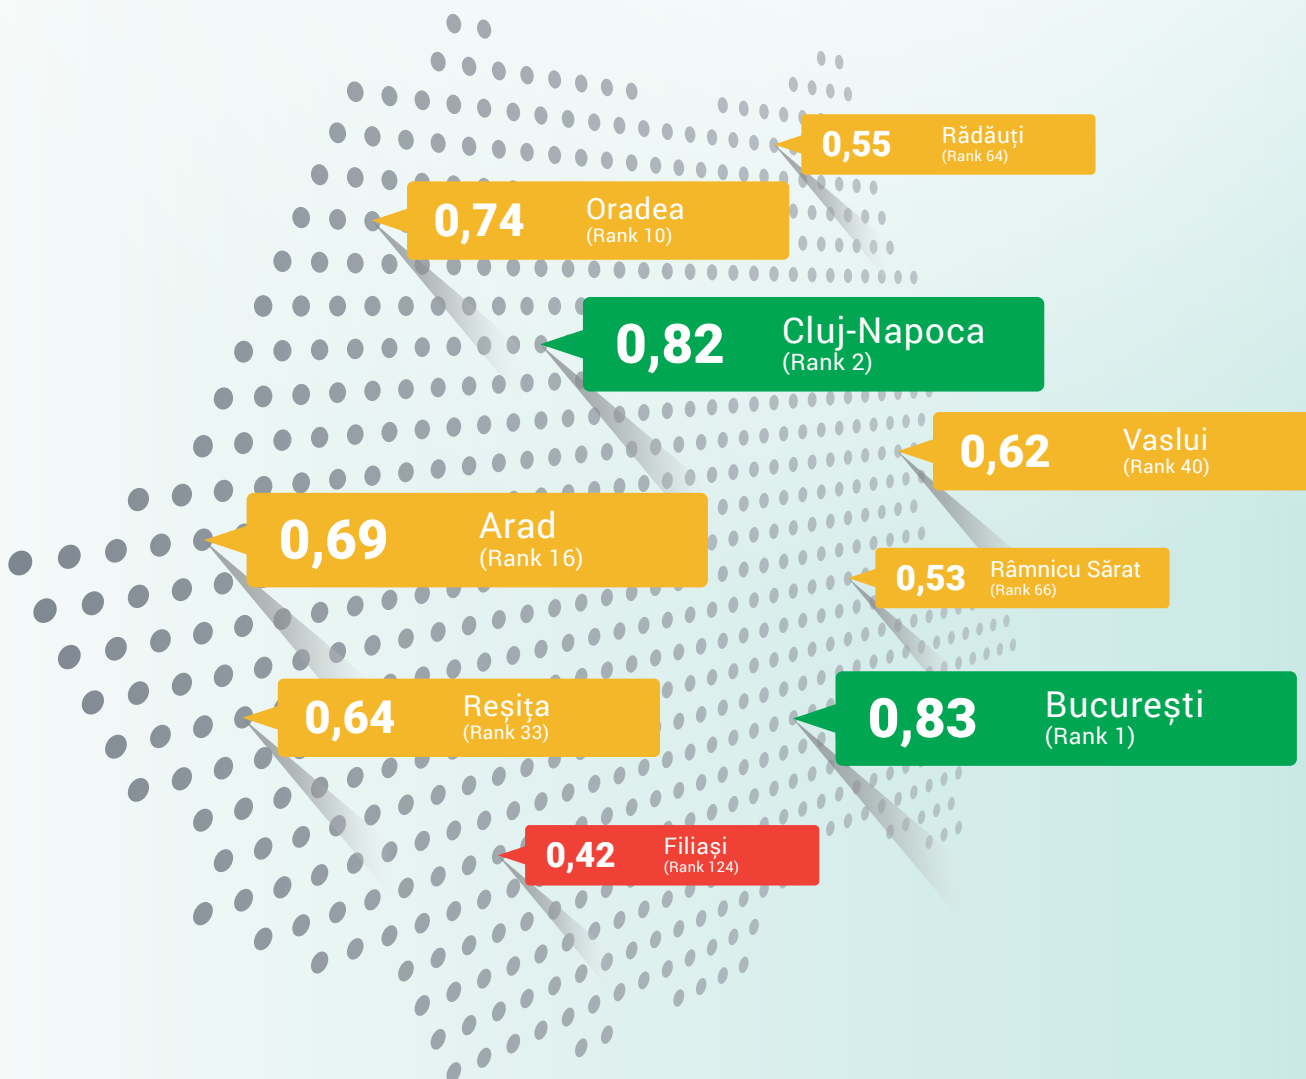 0,55
Rădăuți
(Rank 64)
0,74
Oradea
(Rank 10)
0,82
Cluj-Napoca
(Rank 2)
0,62
Vaslui
(Rank 40)
0,69
Arad
(Rank 16)
0,53
Râmnicu Sărat
(Rank 66)
0,64
Reșița
(Rank 33)
0,83
București
(Rank 1)
0,42
Filiași
(Rank 124)